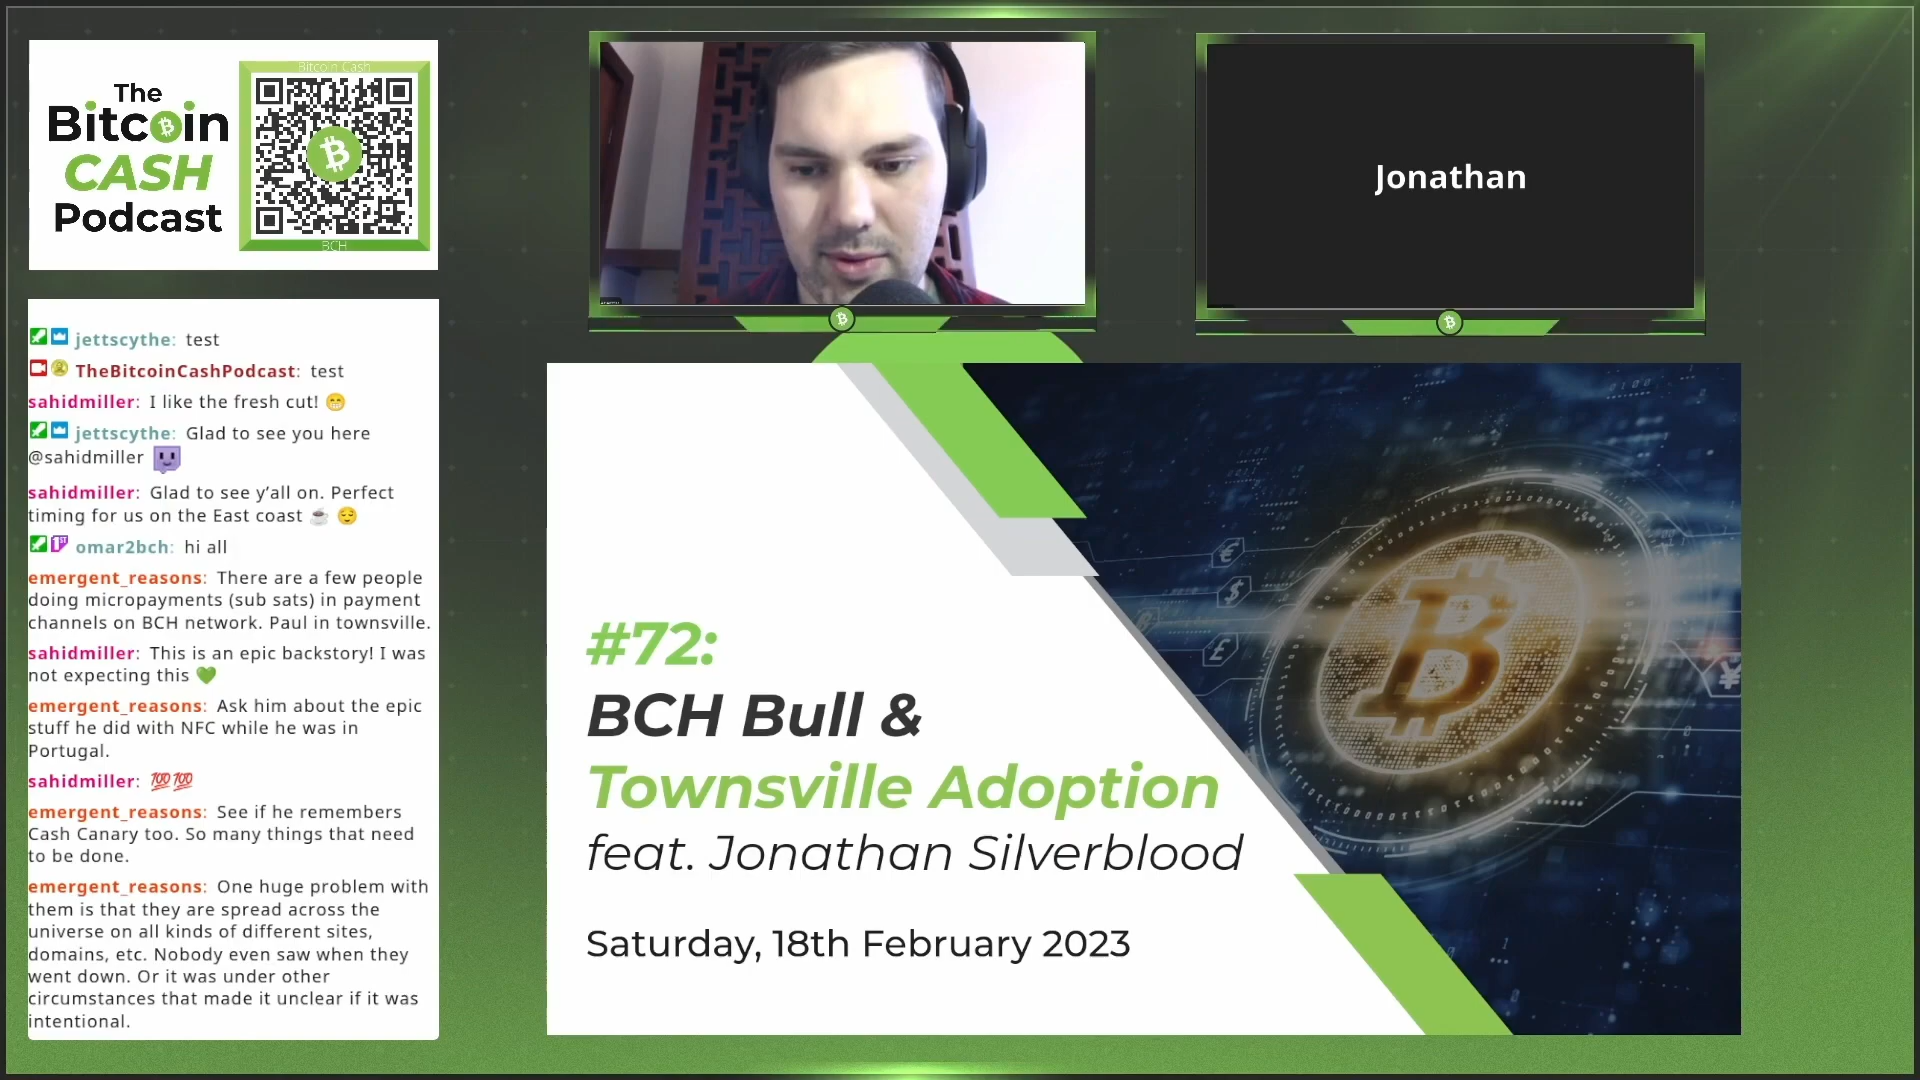 The
Bitcoin
CASH
Podcast
Bitcoin Cash
BCH
Jonathan
jettscythe: test
TheBitcoinCashPodcast: test
sahidmiller: I like the fresh cut! 😁
jettscythe: Glad to see you here
@sahidmiller
sahidmiller: Glad to see y’all on. Perfect
timing for us on the East coast ☕ 😌
omar2bch: hi all
emergent_reasons: There are a few people
doing micropayments (sub sats) in payment
channels on BCH network. Paul in townsville.
sahidmiller: This is an epic backstory! I was
not expecting this 💚
emergent_reasons: Ask him about the epic
stuff he did with NFC while he was in
Portugal.
sahidmiller: 💯💯
emergent_reasons: See if he remembers
Cash Canary too. So many things that need
to be done.
emergent_reasons: One huge problem with
them is that they are spread across the
universe on all kinds of different sites,
domains, etc. Nobody even saw when they
went down. Or it was under other
circumstances that made it unclear if it was
intentional.
#72:
BCH Bull &
Townsville Adoption
feat. Jonathan Silverblood
Saturday, 18th February 2023